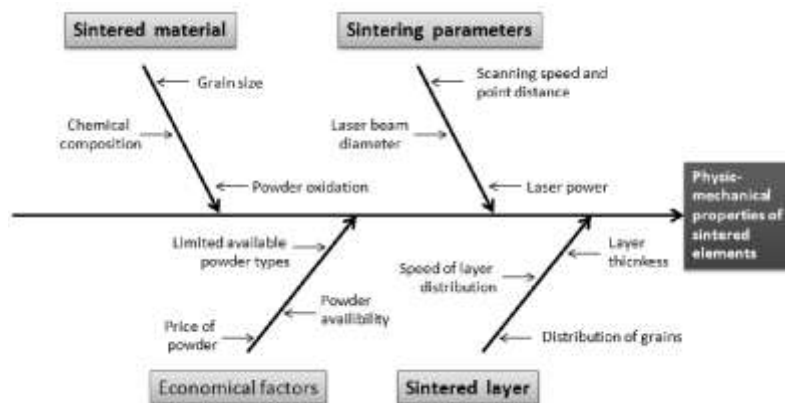 Sintered material
Sintering parameters
Grain size
Scanning speed and
point distance
Chemical
composition
Laser beam
diameter
Powder oxidation
Laser power
Physic-
mechanical
properties of
sintered
elements
Limited available
powder types
Layer
thicnkess
Speed of layer
distribution
Powder
availibility
Price of
powder
Distribution of grains
Economical factors
Sintered layer